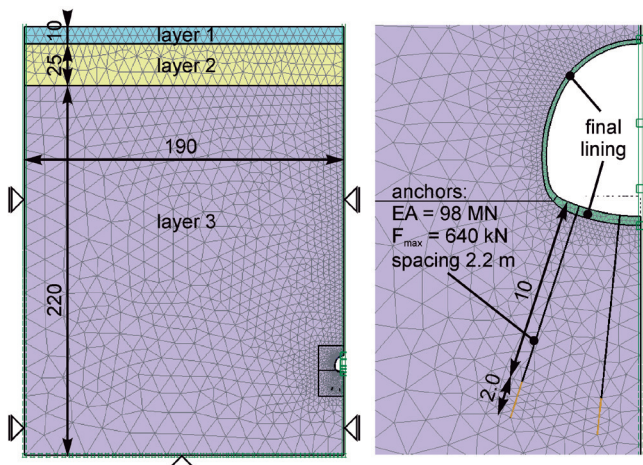 10
layer 1
25
layer 2
190
layer 3
220
final
lining
anchors:
EA = 98 MN
Fmax = 640 kN
spacing 2.2 m
10
2.0